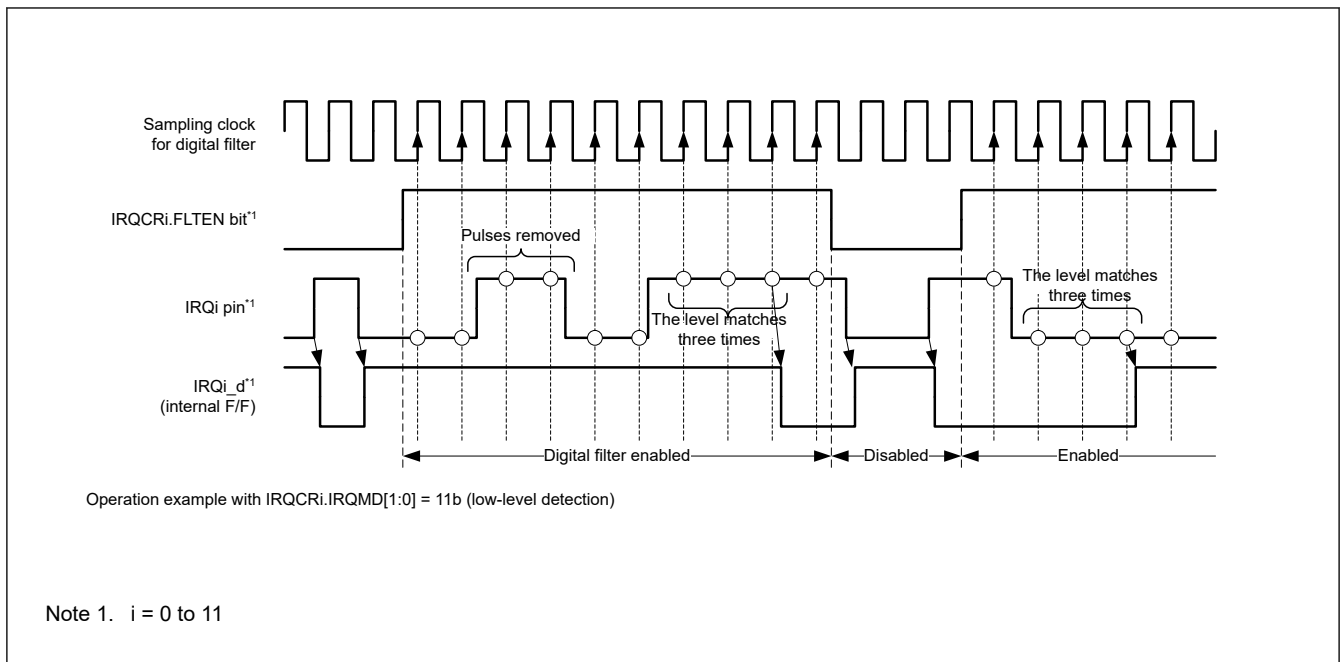 Sampling clock
for digital filter
IRQCRi.FLTEN bit*1
Pulses removed
The level matches
three times
IRQi pin*1
The level matches
three times
IRQi_d*1
(internal F/F)
Digital filter enabled
Disabled
Enabled
Operation example with IRQCRi.IRQMD[1:0] = 11b (low-level detection)
Note 1. i = 0 to 11